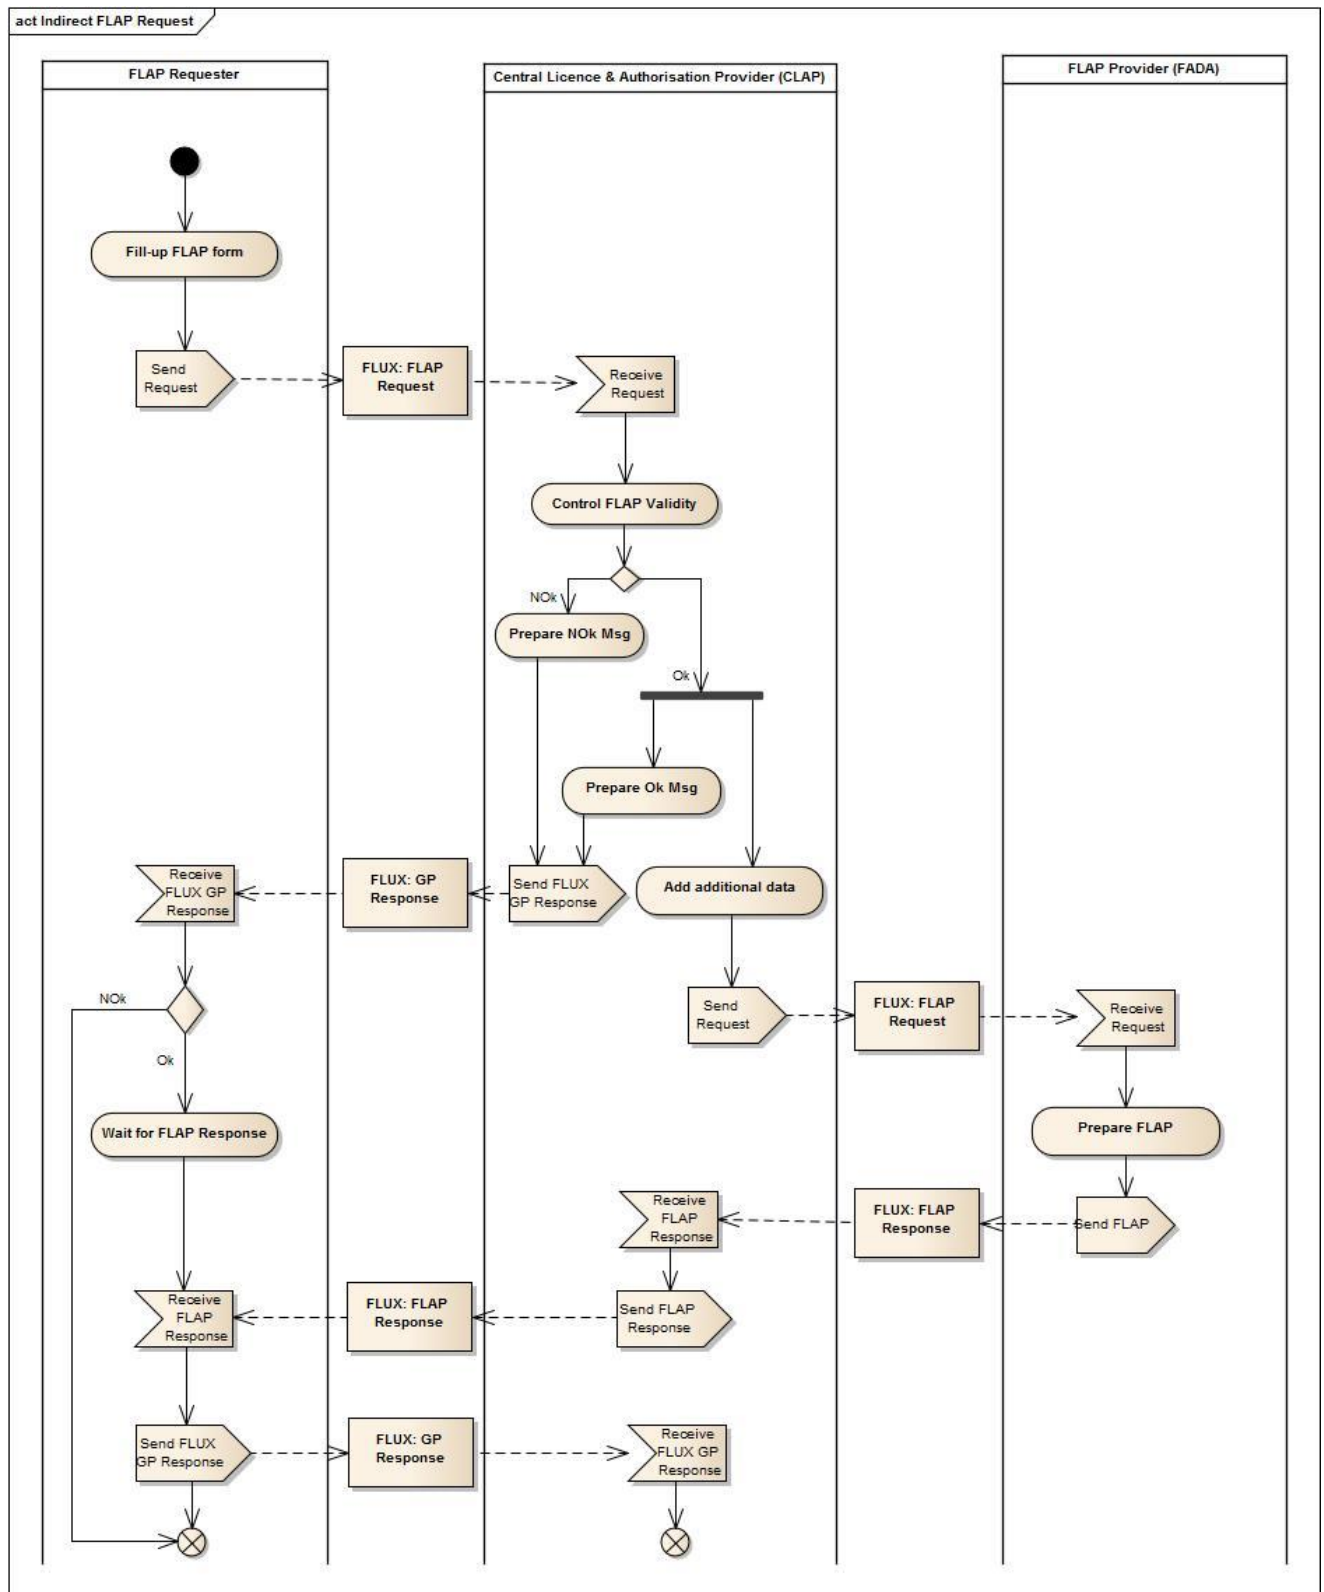 act Indirect FLAP Request
FLAP Requester
Central Licence & Authorisation Provider (CLAP)
FLAP Provider (FADA)
Fill-up FLAP form
Send
Request
FLUX: FLAP
Request
Receive
Request
Control FLAP Validity
NOk
Prepare NOk Msg
Ok
Prepare Ok Msg
Receive
FLUX GP
Response
FLUX: GP
Response
Send FLUX
GP Response
Add additional data
NOk
Ok
Send
Request
FLUX: FLAP
Request
Receive
Request
Wait for FLAP Response
Prepare FLAP
Receive
FLAP
Response
FLUX: FLAP
Response
Send FLAP
Receive
FLAP
Response
FLUX: FLAP
Response
Send FLAP
Response
Send FLUX
GP Response
FLUX: GP
Response
Receive
FLUX GP
Response